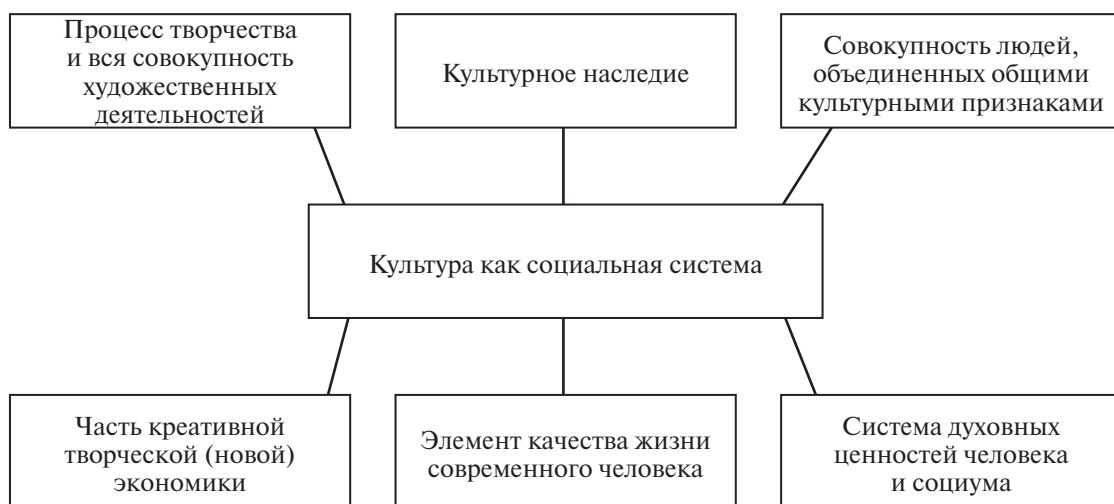 Процесс творчества
и вся совокупность
художественных
деятельностей
Культурное наследие
Совокупность людей,
объединенных общими
культурными признаками
Культура как социальная система
Часть креативной
творческой (новой)
экономики
Элемент качества жизни
современного человека
Система духовных
ценностей человека
и социума